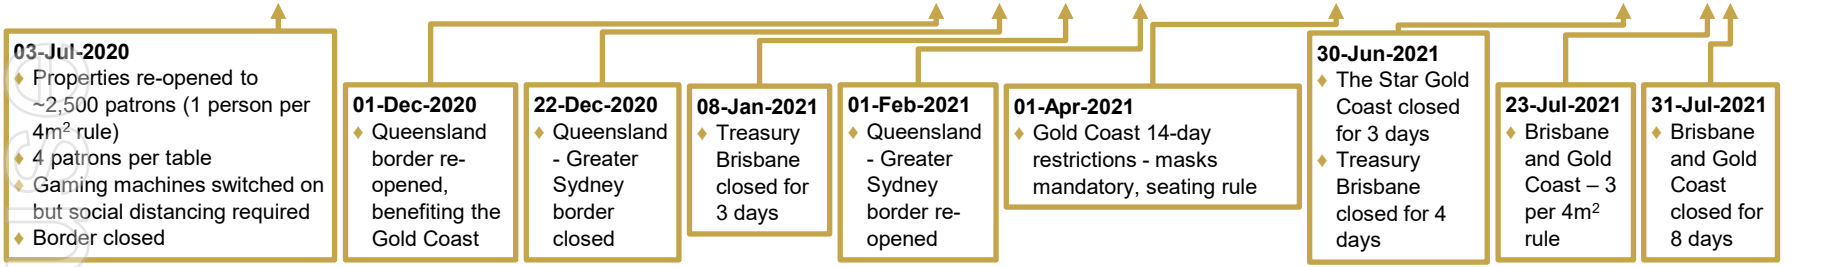 03-Jul-2020
♦ Properties re-opened to
~2,500 patrons (1 person per
4m² rule)
♦ 4 patrons per table
♦ Gaming machines switched on
but social distancing required
♦ Border closed
01-Dec-2020
♦ Queensland
border re-
opened,
benefiting the
Gold Coast
22-Dec-2020
♦ Queensland
- Greater
Sydney
border
closed
08-Jan-2021
♦ Treasury
Brisbane
closed for
3 days
01-Feb-2021
♦ Queensland
- Greater
Sydney
border re-
opened
01-Apr-2021
♦ Gold Coast 14-day
restrictions - masks
mandatory, seating rule
30-Jun-2021
♦ The Star Gold
Coast closed
for 3 days
♦ Treasury
Brisbane
closed for 4
days
23-Jul-2021
♦ Brisbane
and Gold
Coast – 3
per 4m²
rule
31-Jul-2021
♦ Brisbane
and Gold
Coast
closed for
8 days
use